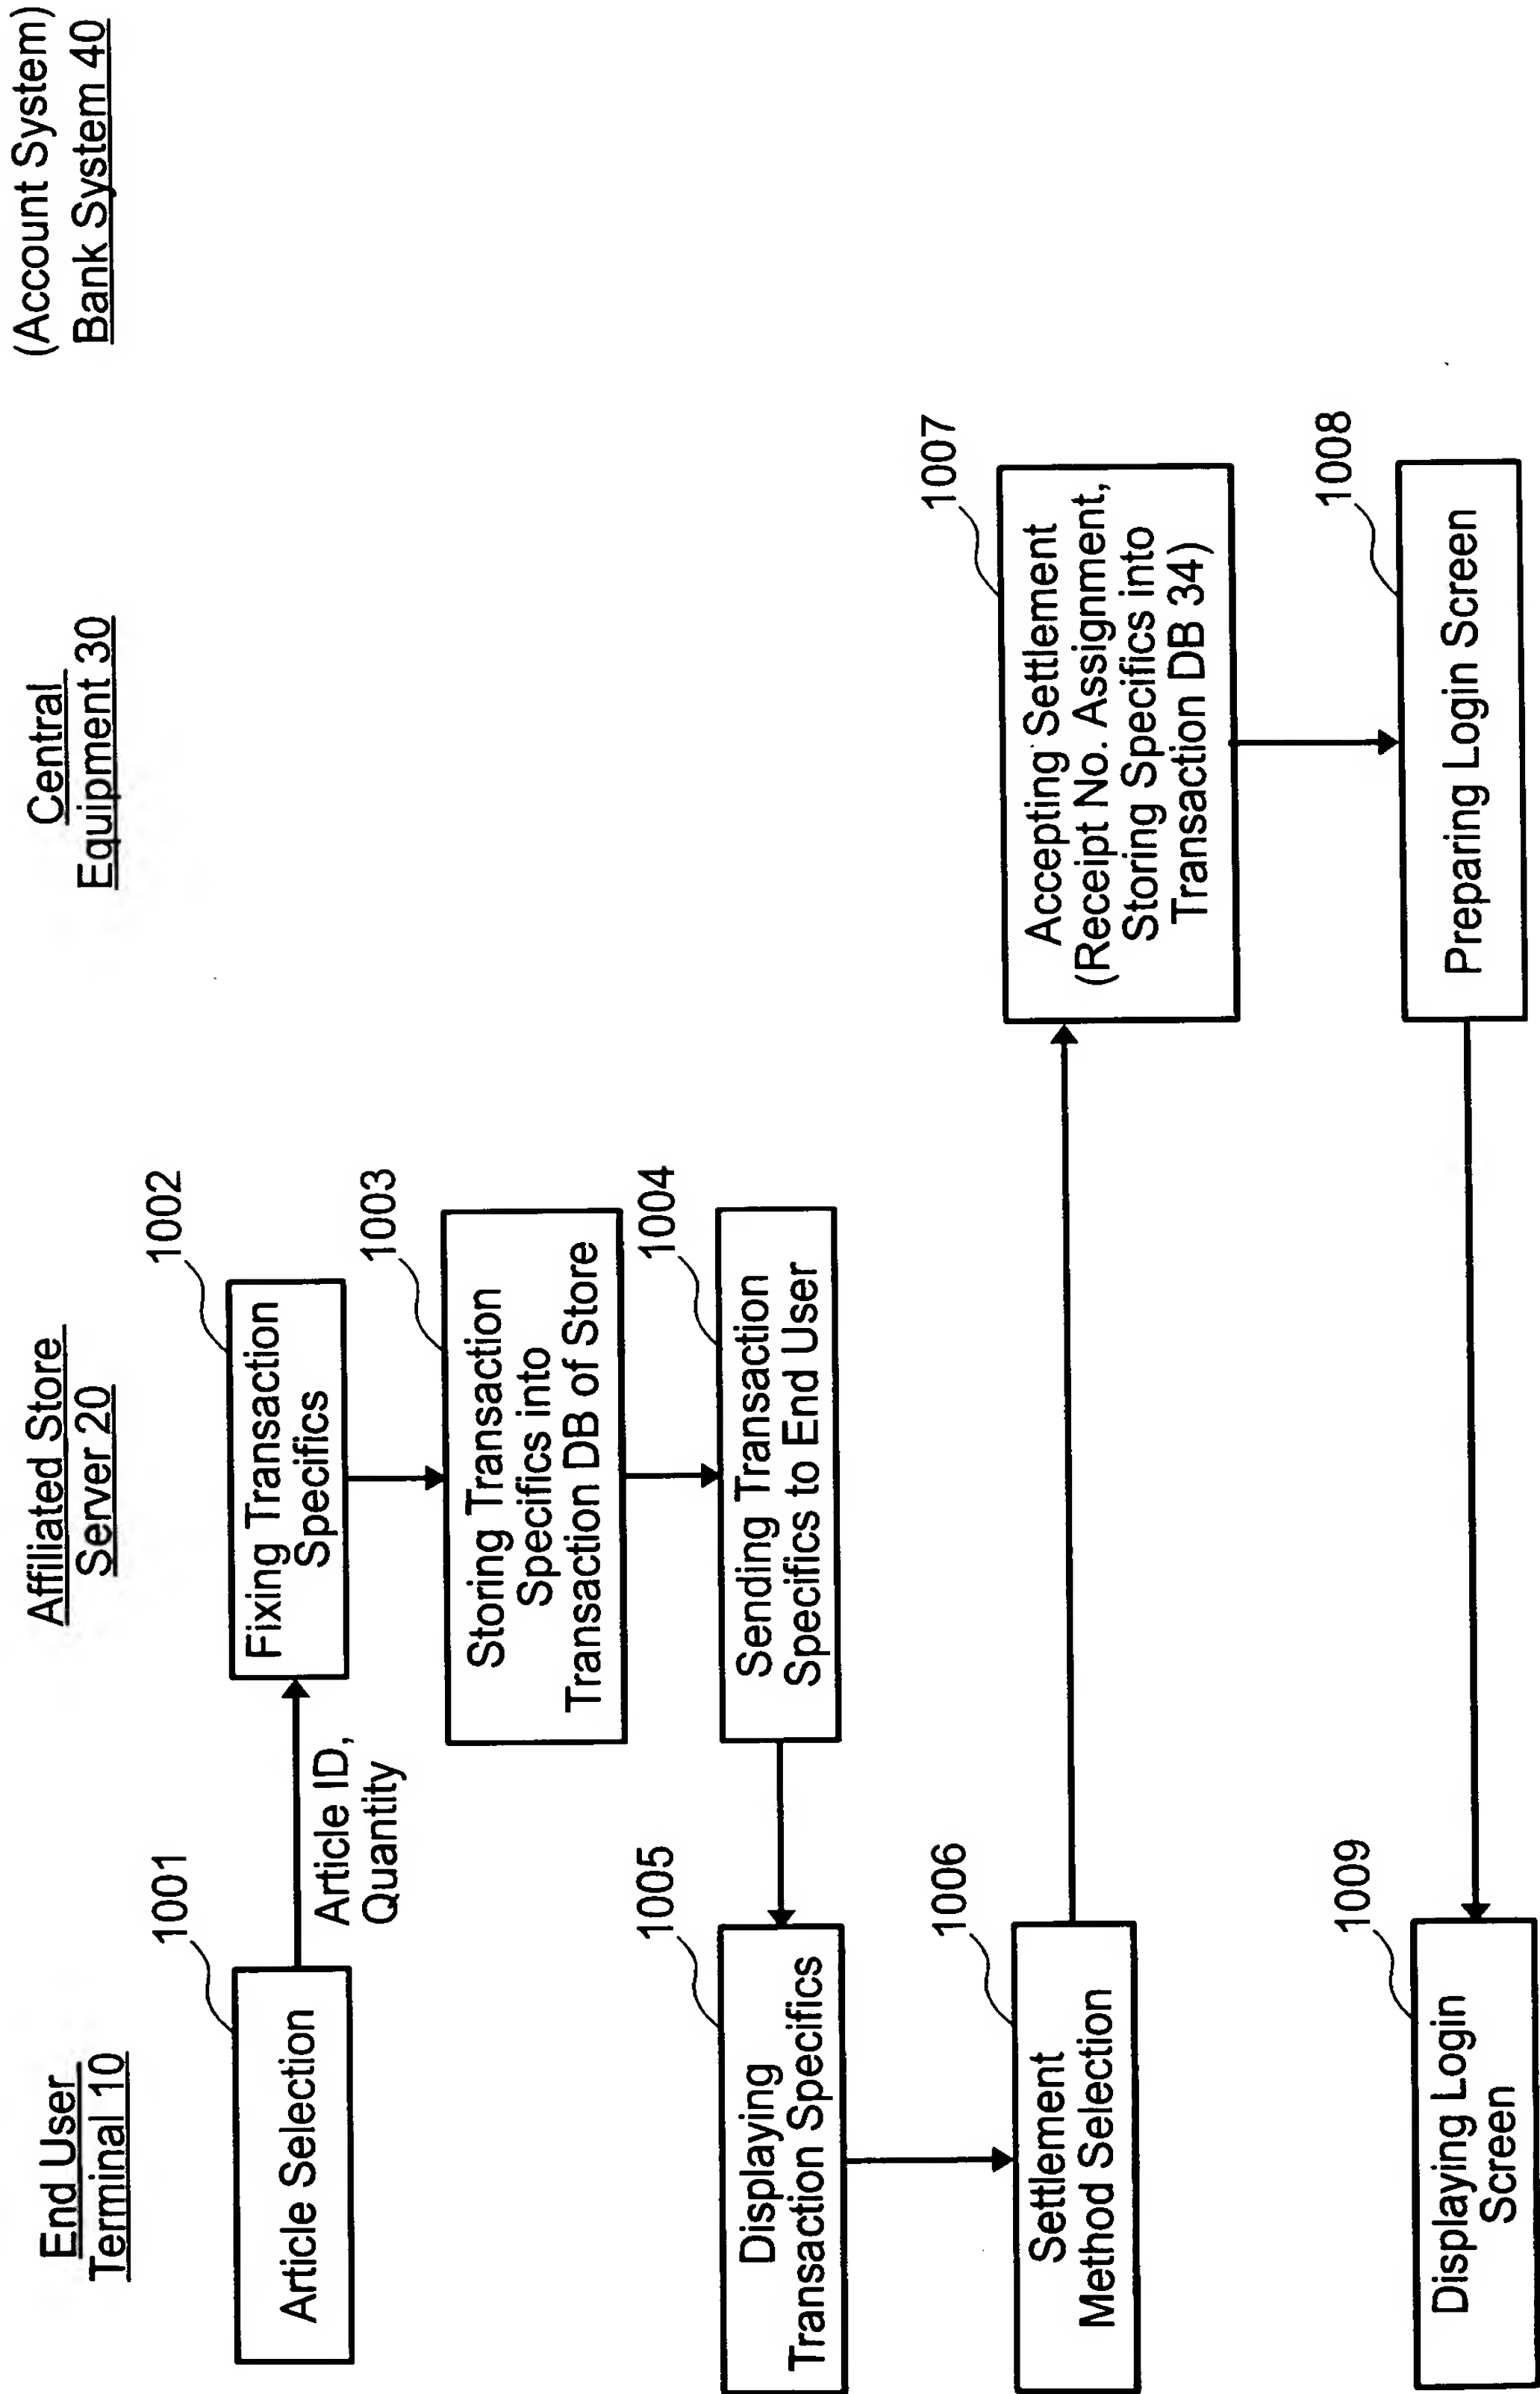 End User
Terminal 10
Affiliated Store
Server 20
Central
Equipment 30
(Account System)
Bank System 40
1001
Article Selection
Article ID,
Quantity
1002
Fixing Transaction
Specifics
1003
Storing Transaction
Specifics into
Transaction DB of Store
1004
Sending Transaction
Specifics to End User
1005
Displaying
Transaction Specifics
1006
Settlement
Method Selection
1007
Accepting Settlement
(Receipt No. Assignment,
Storing Specifics into
Transaction DB 34)
1008
Preparing Login Screen
1009
Displaying Login
Screen